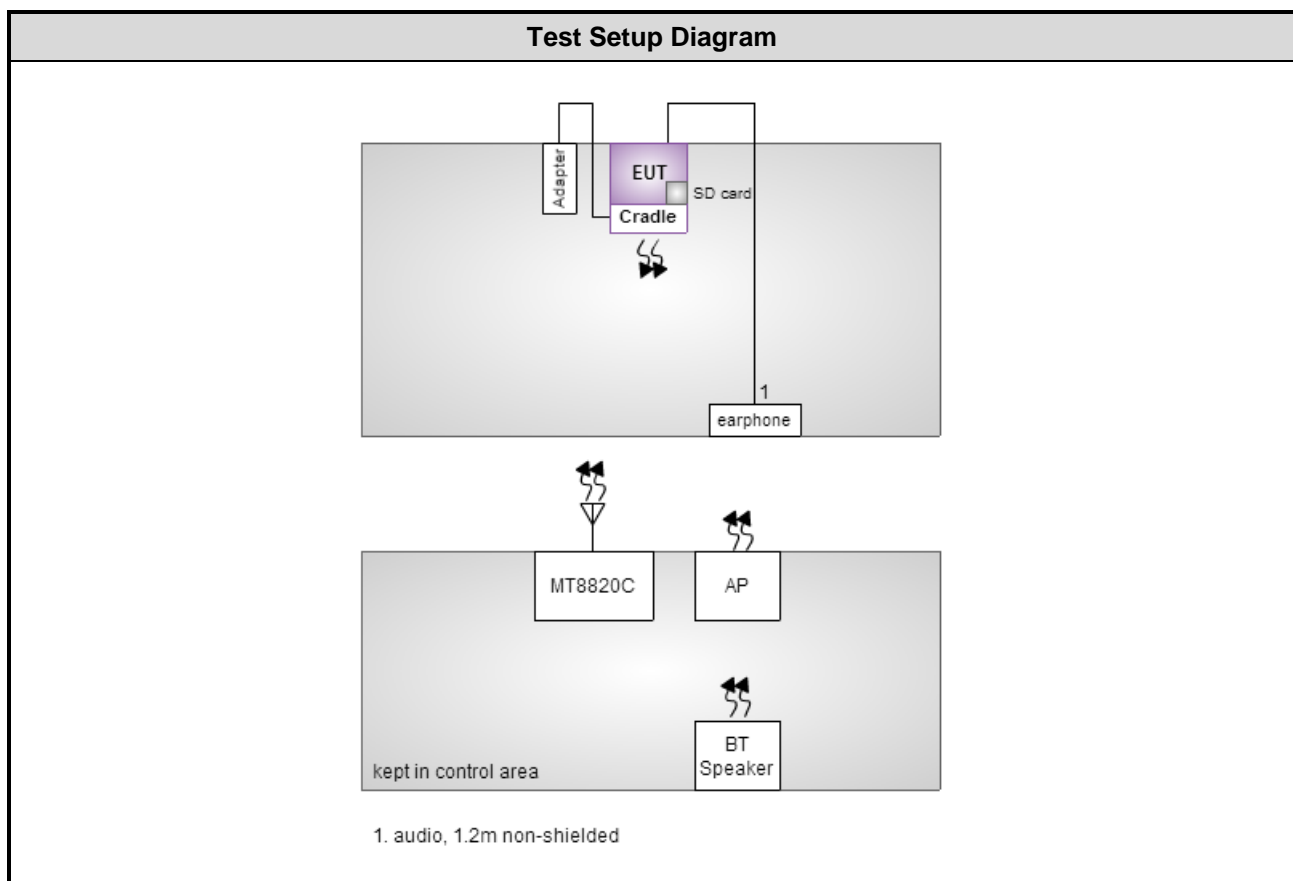 Test Setup Diagram
Adapter
EUT
SD card
Cradle
1
earphone
MT8820C
AP
BT
Speaker
kept in control area
1. audio, 1.2m non-shielded